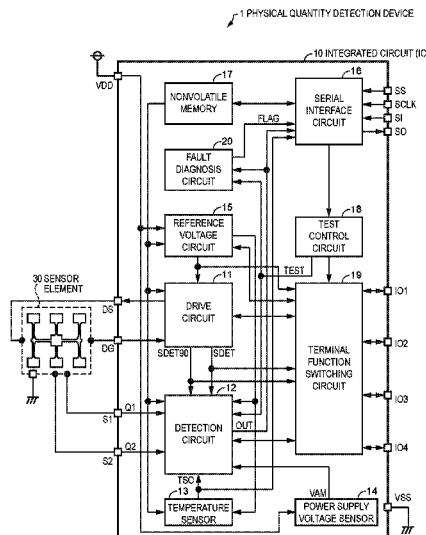 1 PHYSICAL QUANTITY DETECTION DEVICE
10 INTEGRATED CIRCUIT (IC
VDD
17
NONVOLATILE
MEMORY
16
SERIAL
INTERFACE
CIRCUIT
SS
SCLK
SI
SO
FLAG
20
FAULT
DIAGNOSIS
CIRCUIT
15
REFERENCE
VOLTAGE
CIRCUIT
18
TEST
CONTROL
CIRCUIT
TEST
30 SENSOR
ELEMENT
DS
DG
11
DRIVE
CIRCUIT
SDET90
SDET
19
TERMINAL
FUNCTION
SWITCHING
CIRCUIT
IO1
IO2
IO3
IO4
12
DETECTION
CIRCUIT
OUT
S1
Q1
S2
Q2
TSO
13
TEMPERATURE
SENSOR
VAM
14
POWER SUPPLY
VOLTAGE SENSOR
VSS